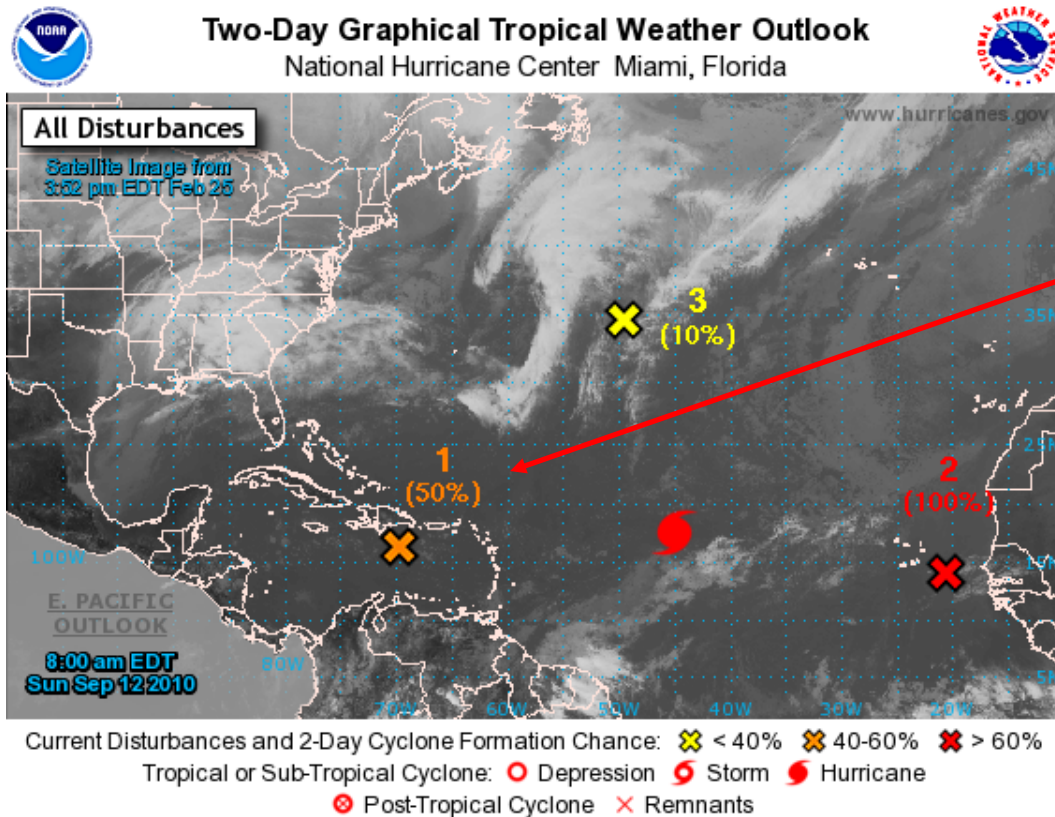 NOAA
Two-Day Graphical Tropical Weather Outlook
National Hurricane Center Miami, Florida
NATIONAL WEATHER SERVICE
www.hurricanes.gov
All Disturbances
Satellite Image from
3:52 pm EDT Feb 25
45N
3
(10%)
35N
25N
1
(50%)
2
(100%)
100W
15N
E. PACIFIC
OUTLOOK
8:00 am EDT
Sun Sep 12 2010
80W
5N
70W 60W 50W 40W 30W 20W
Current Disturbances and 2-Day Cyclone Formation Chance: < 40% 40-60% > 60%
Tropical or Sub-Tropical Cyclone: Depression Storm Hurricane
Post-Tropical Cyclone Remnants